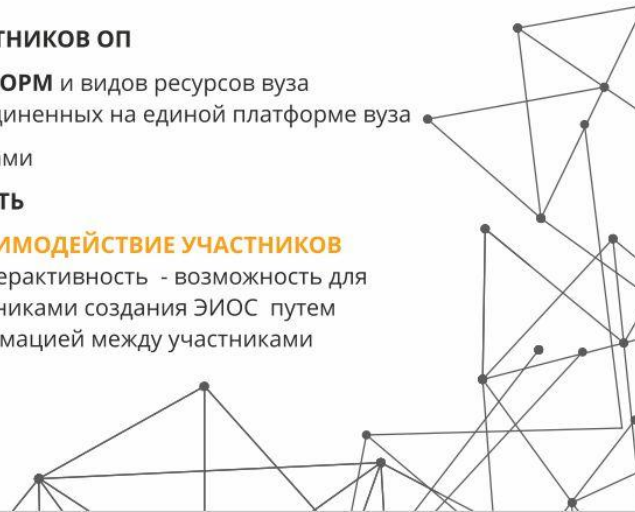 ТНИКОВ ОП
ОРМ и видов ресурсов вуза
диненных на единой платформе вуза
ами
ТЬ
ИМОДЕЙСТВИЕ УЧАСТНИКОВ
ерактивность - возможность для
никами создания ЭИОС путем
мацией между участниками